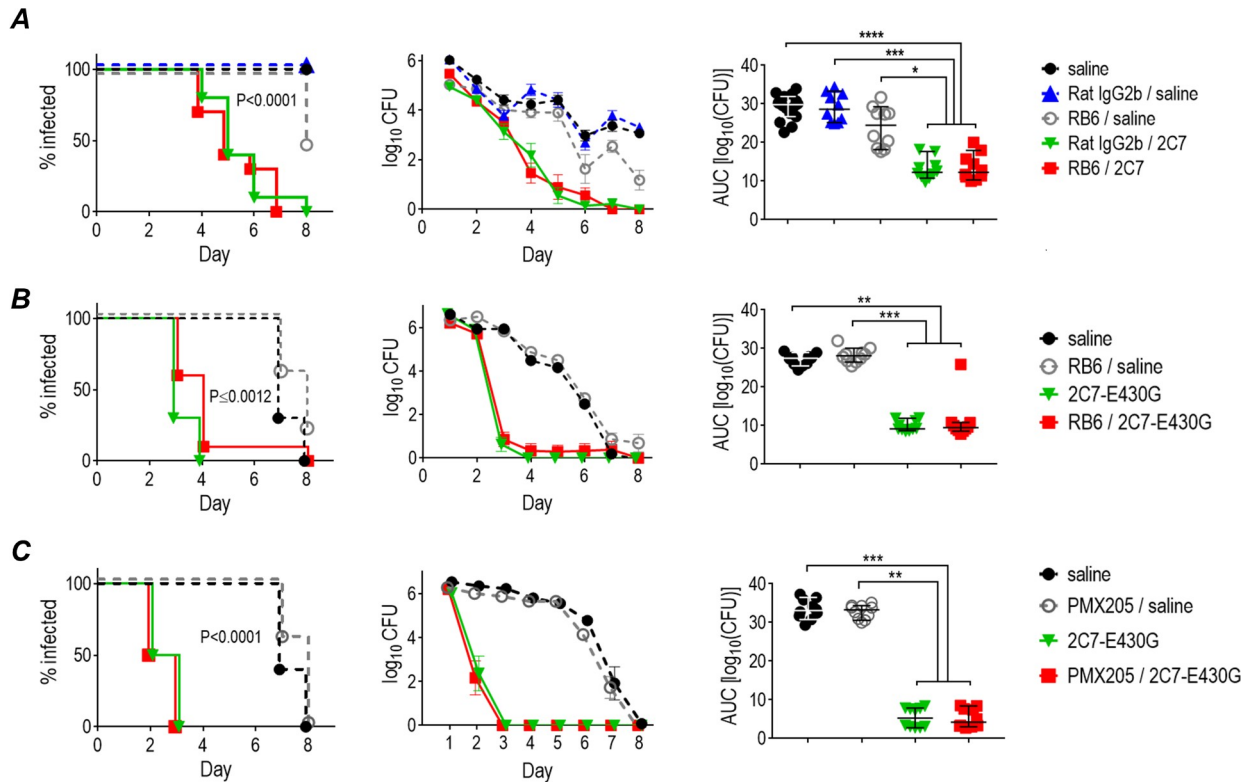 A
% infected
100
50
0
P<0.0001
0 2 4 6 8
Day
log10 CFU
6
4
2
0
0 2 4 6 8
Day
AUC [log10(CFU)]
40
30
20
10
0
****
***
*
saline
Rat IgG2b / saline
RB6 / saline
Rat IgG2b / 2C7
RB6 / 2C7
B
% infected
100
50
0
P≤0.0012
0 2 4 6 8
Day
log10 CFU
6
4
2
0
0 2 4 6 8
Day
AUC [log10(CFU)]
40
30
20
10
0
**
***
saline
RB6 / saline
2C7-E430G
RB6 / 2C7-E430G
C
% infected
100
50
0
P<0.0001
0 2 4 6 8
Day
log10 CFU
6
4
2
0
1 2 3 4 5 6 7 8
Day
AUC [log10(CFU)]
40
30
20
10
0
***
**
saline
PMX205 / saline
2C7-E430G
PMX205 / 2C7-E430G